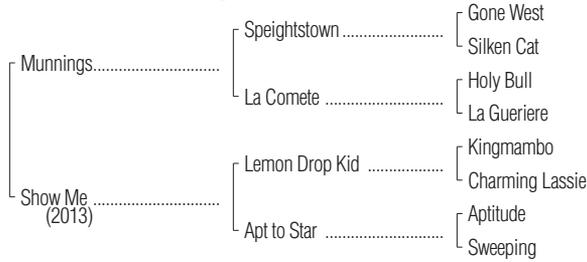 Gone West
Speightstown ........................
Silken Cat
Munnings................................
Holy Bull
La Comete .............................
La Gueriere
Kingmambo
Lemon Drop Kid ...................
Charming Lassie
Show Me ................................
(2013)
Aptitude
Apt to Star .............................
Sweeping